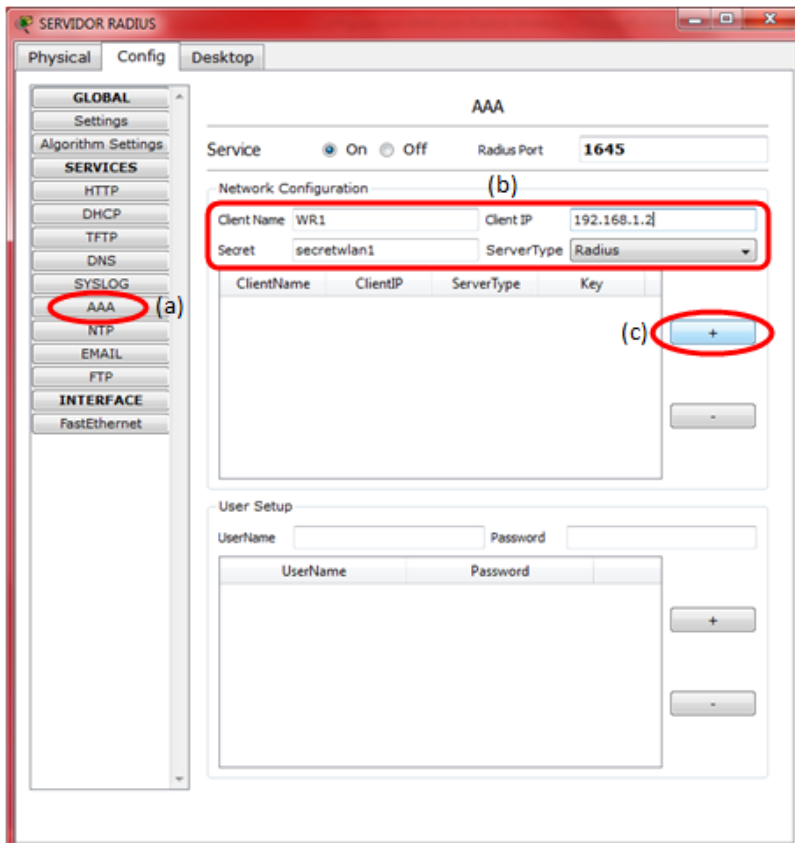 SERVIDOR RADIUS
Physical Config Desktop
GLOBAL
Settings
Algorithm Settings
SERVICES
HTTP
DHCP
TFTP
DNS
SYSLOG
AAA (a)
NTP
EMAIL
FTP
INTERFACE
FastEthernet
AAA
Service On Off Radius Port 1645
Network Configuration (b)
Client Name WR1 Client IP 192.168.1.2
Secret secretwlan1 ServerType Radius
ClientName ClientIP ServerType Key
(c) +
-
User Setup
UserName Password
UserName Password
+
-